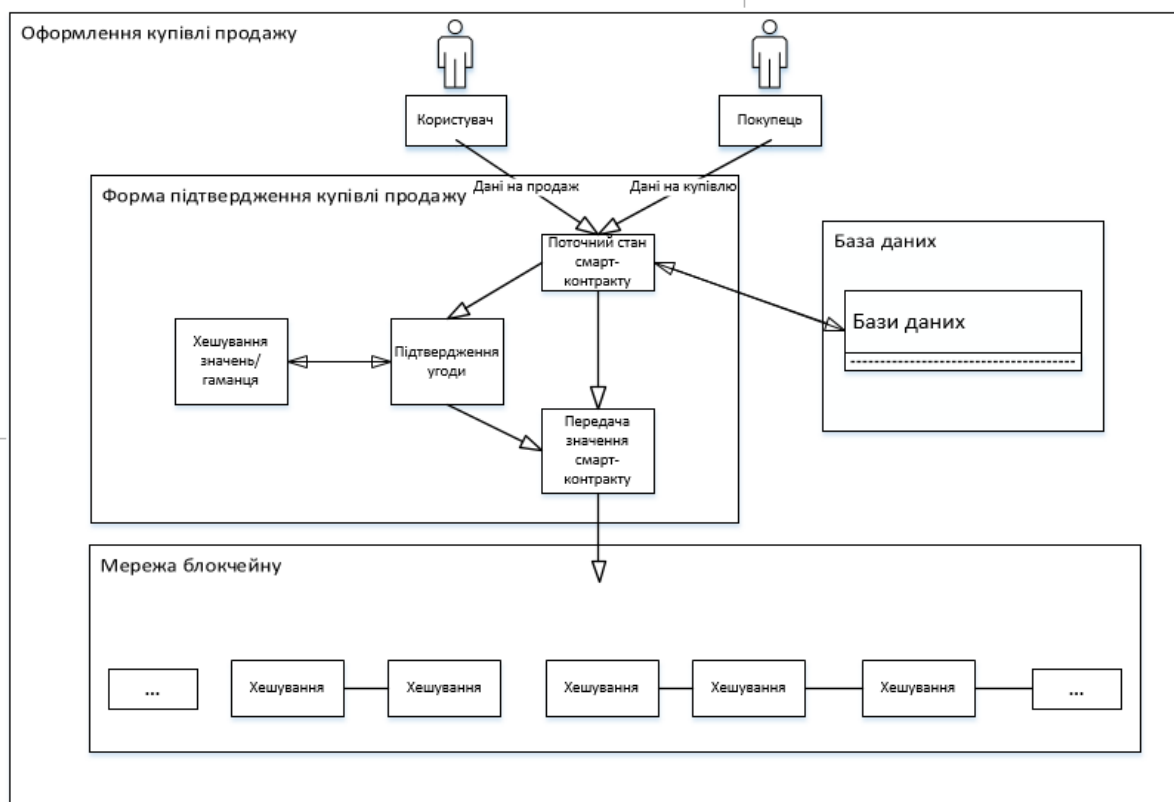 Оформлення купівлі продажу
Користувач
Покупець
Дані на продаж
Дані на купівлю
Форма підтвердження купівлі продажу
Поточний стан
смарт-
контракту
База даних
Бази даних
Хешування
значень/
гаманця
Підтвердження
угоди
Передача
значення
смарт-
контракту
Мережа блокчейну
...
Хешування
Хешування
Хешування
Хешування
Хешування
...